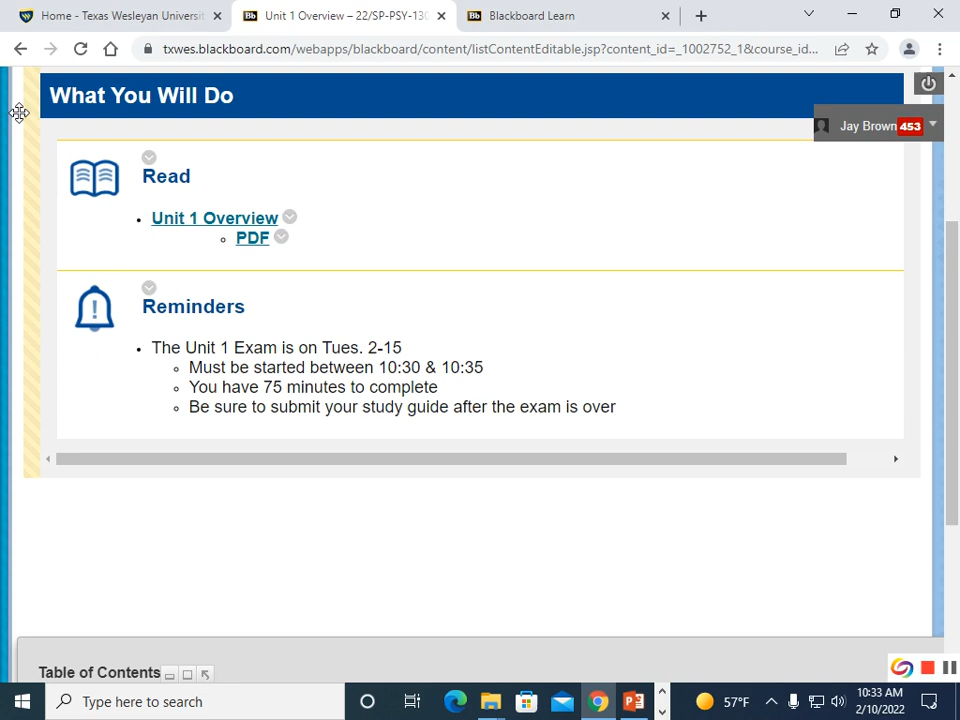 Home - Texas Wesleyan Universit
Unit 1 Overview – 22/SP-PSY-130
Blackboard Learn
txwes.blackboard.com/webapps/blackboard/content/listContentEditable.jsp?content_id=_1002752_1&course_id...
What You Will Do
Jay Brown 453
Read
Unit 1 Overview
PDF
Reminders
The Unit 1 Exam is on Tues. 2-15
Must be started between 10:30 & 10:35
You have 75 minutes to complete
Be sure to submit your study guide after the exam is over
Table of Contents
Type here to search
57°F
10:33 AM
2/10/2022